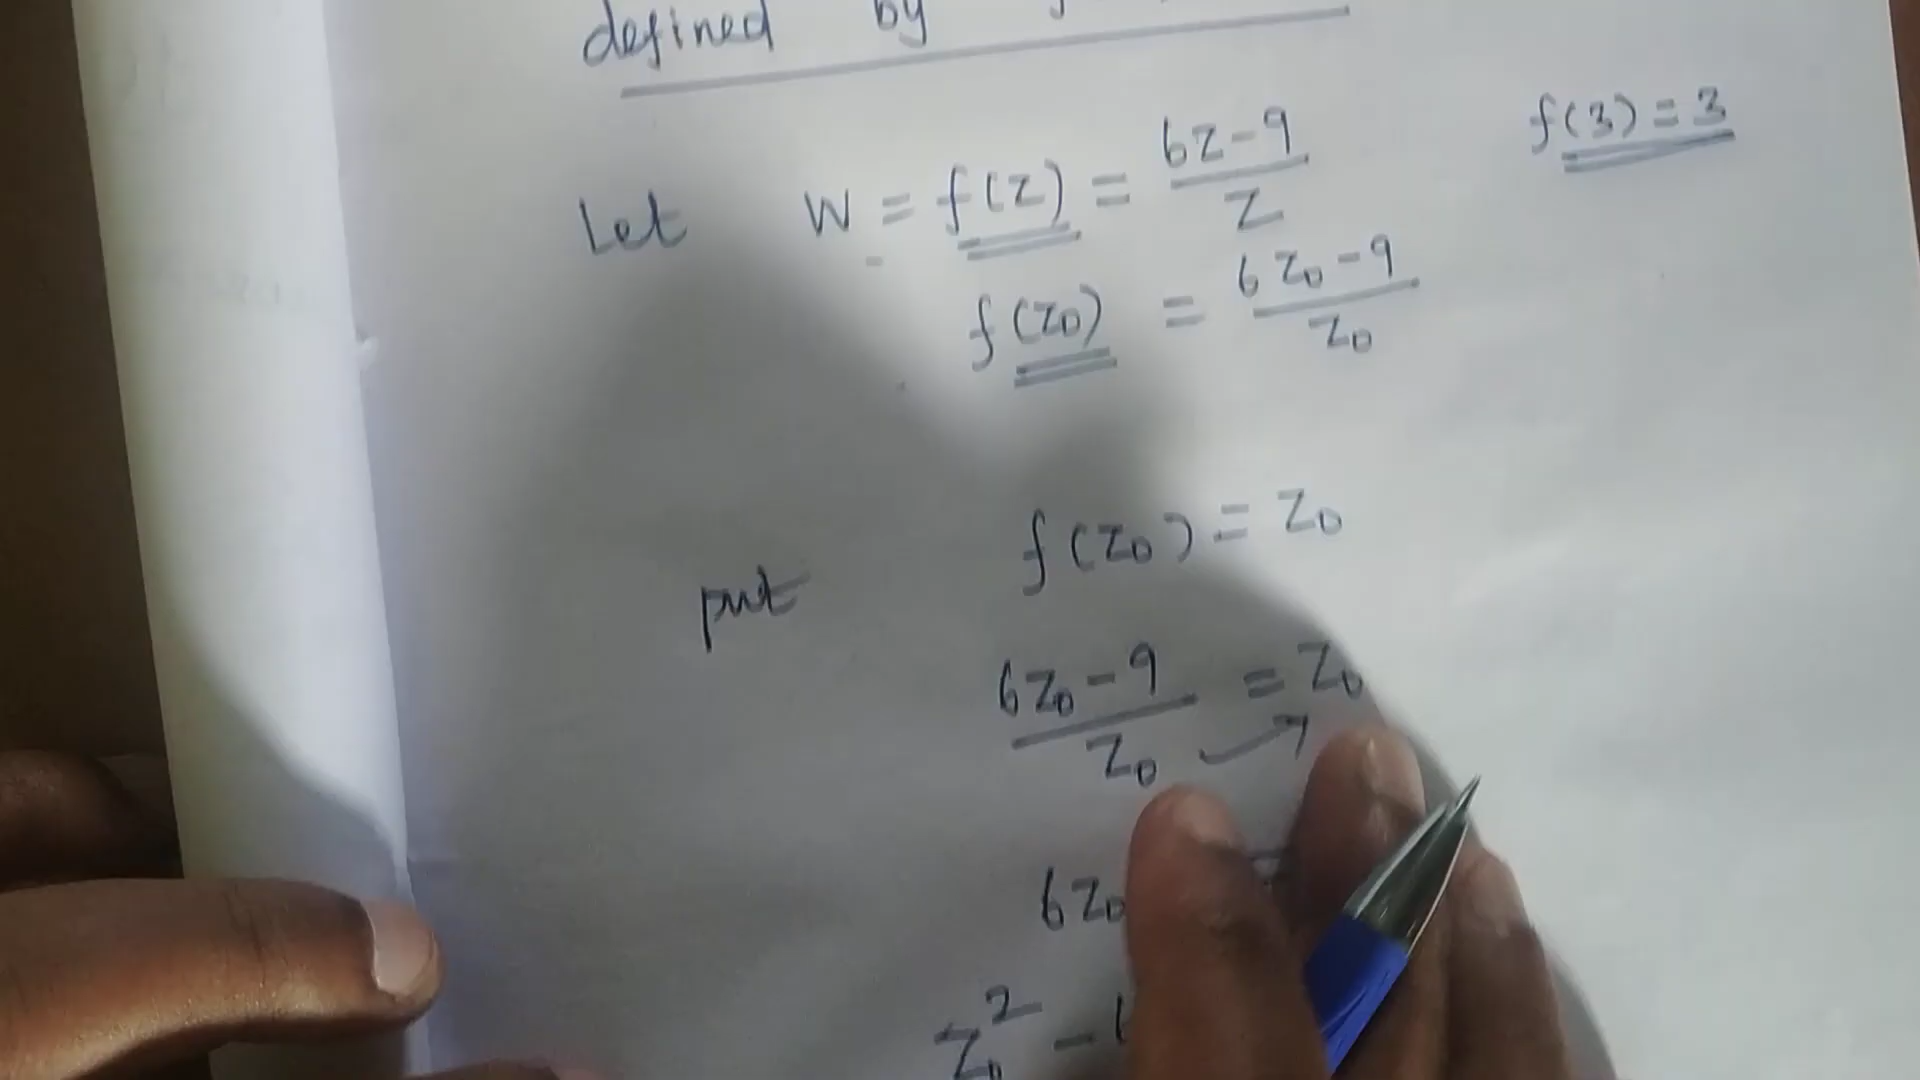 defined by
Let W = f(z) = (6z-9)/z f(3) = 3
f(z₀) = (6z₀-9)/z₀
put f(z₀) = z₀
(6z₀-9)/z₀ = z₀
6z₀
z₀² -